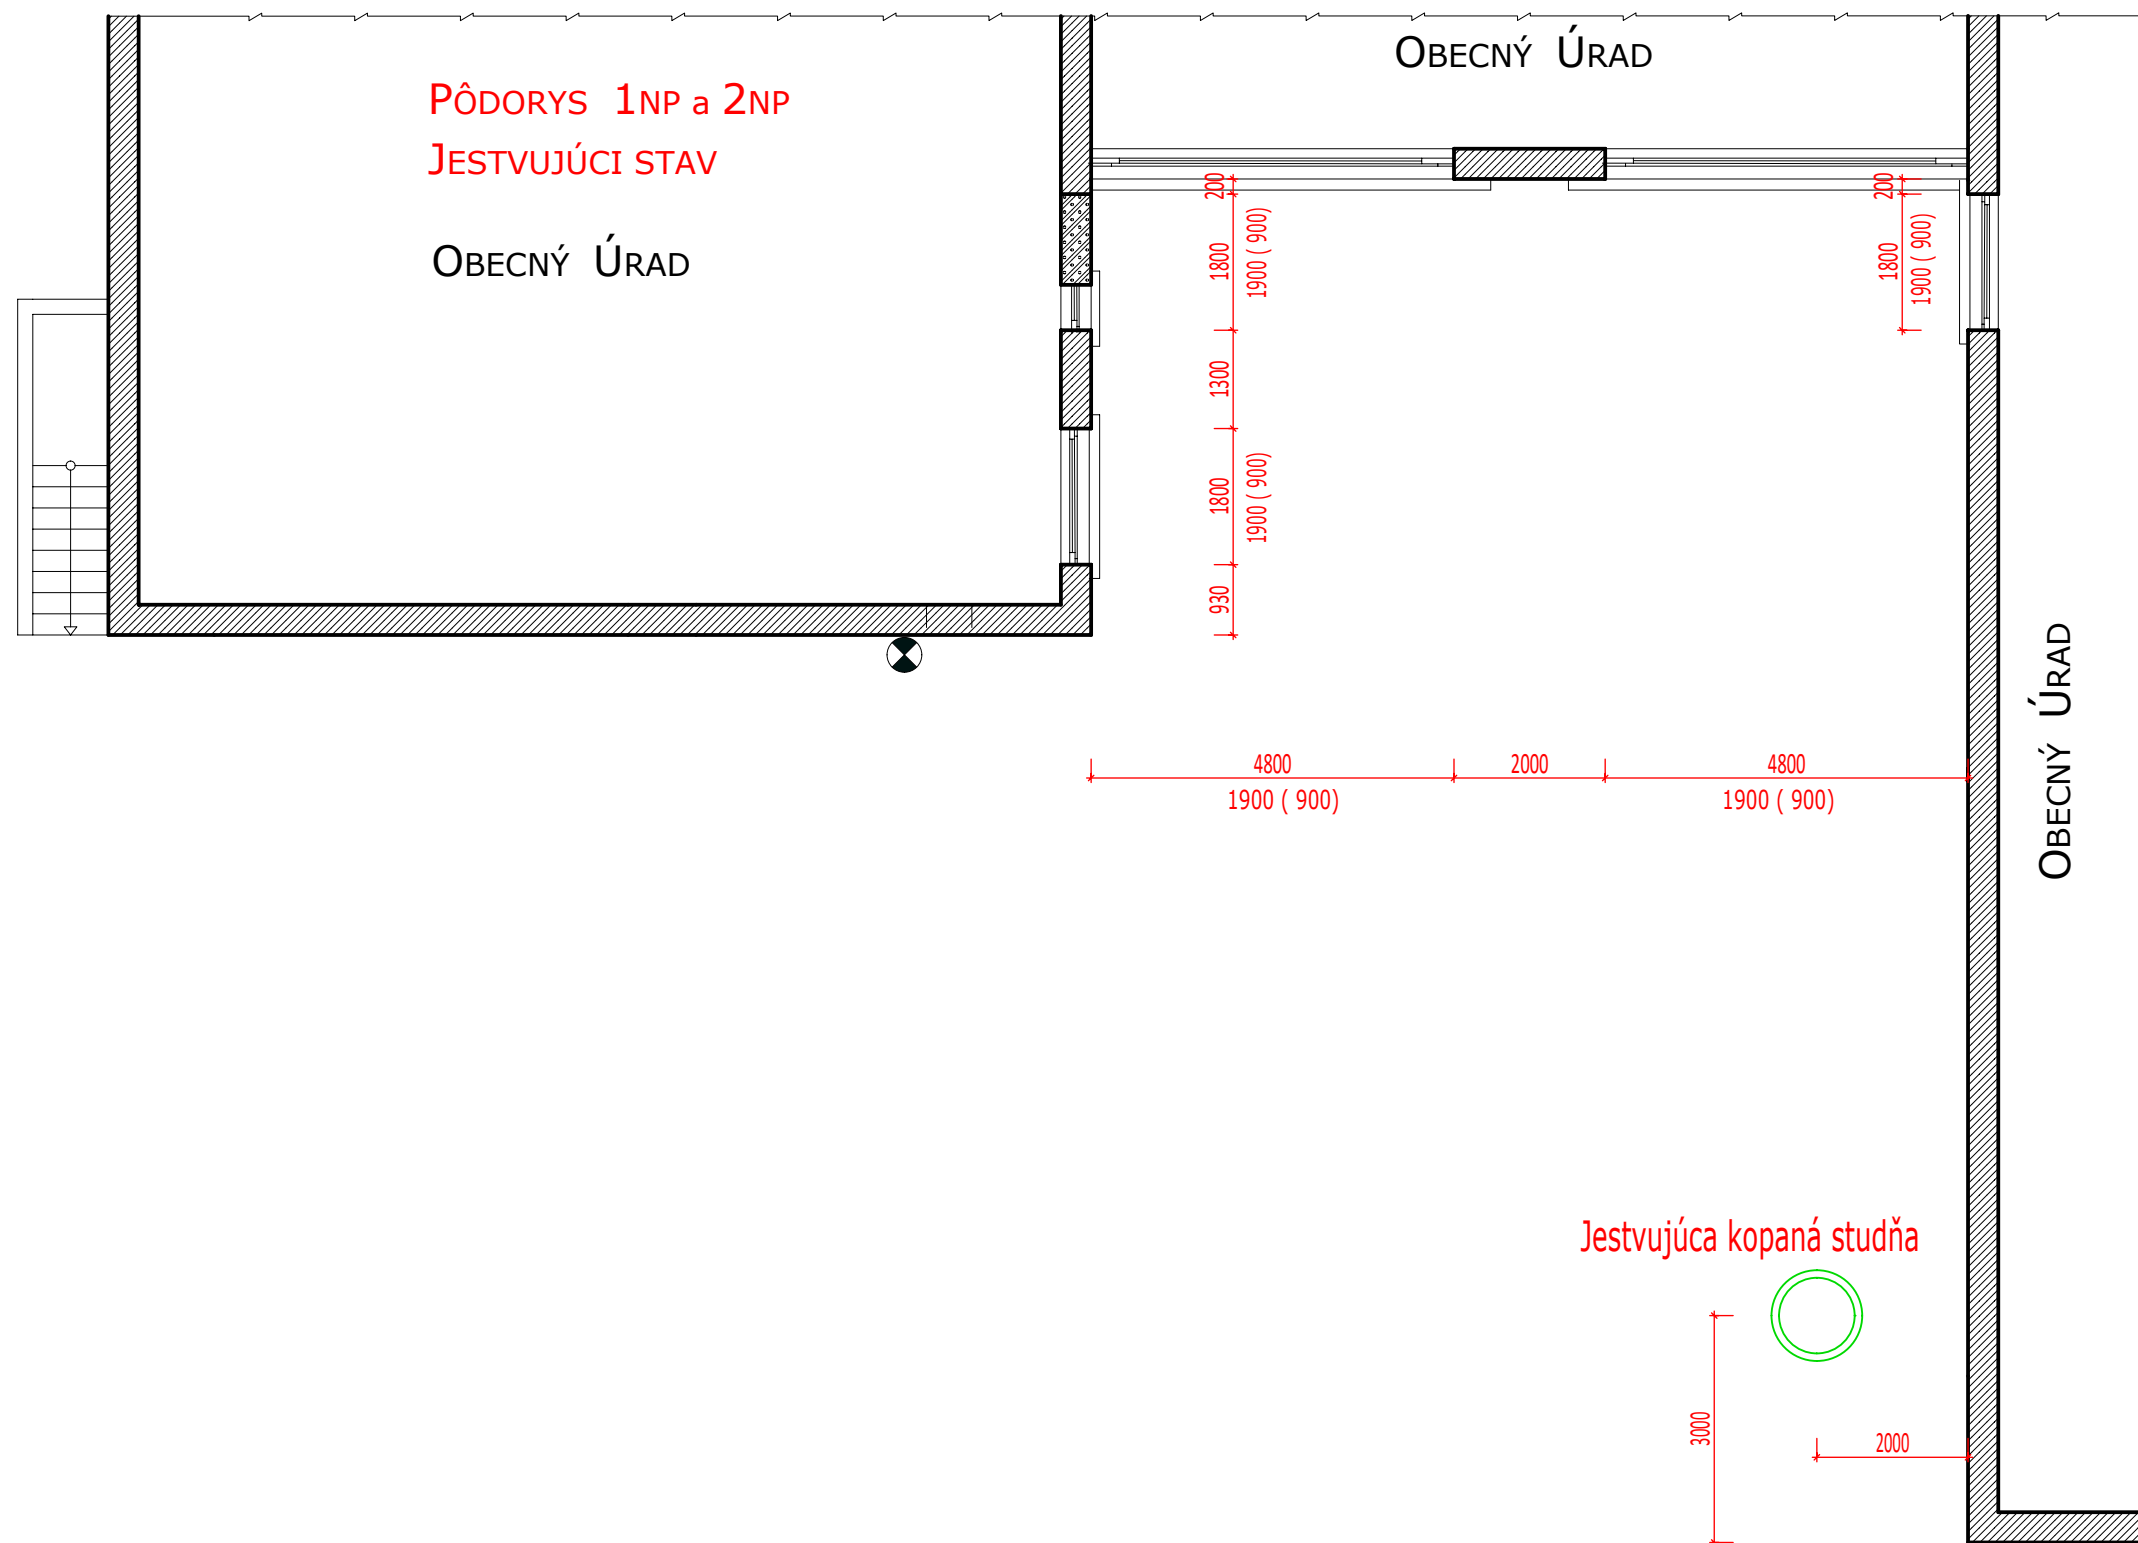 OBECNÝ ÚRAD
PÔDORYS 1NP a 2NP
JESTVUJÚCI STAV
OBECNÝ ÚRAD
200
1800
1900 ( 900)
1300
1800
1900 ( 900)
930
200
1800
1900 ( 900)
OBECNÝ ÚRAD
4800
2000
4800
1900 ( 900)
1900 ( 900)
Jestvujúca kopaná studňa
3000
2000